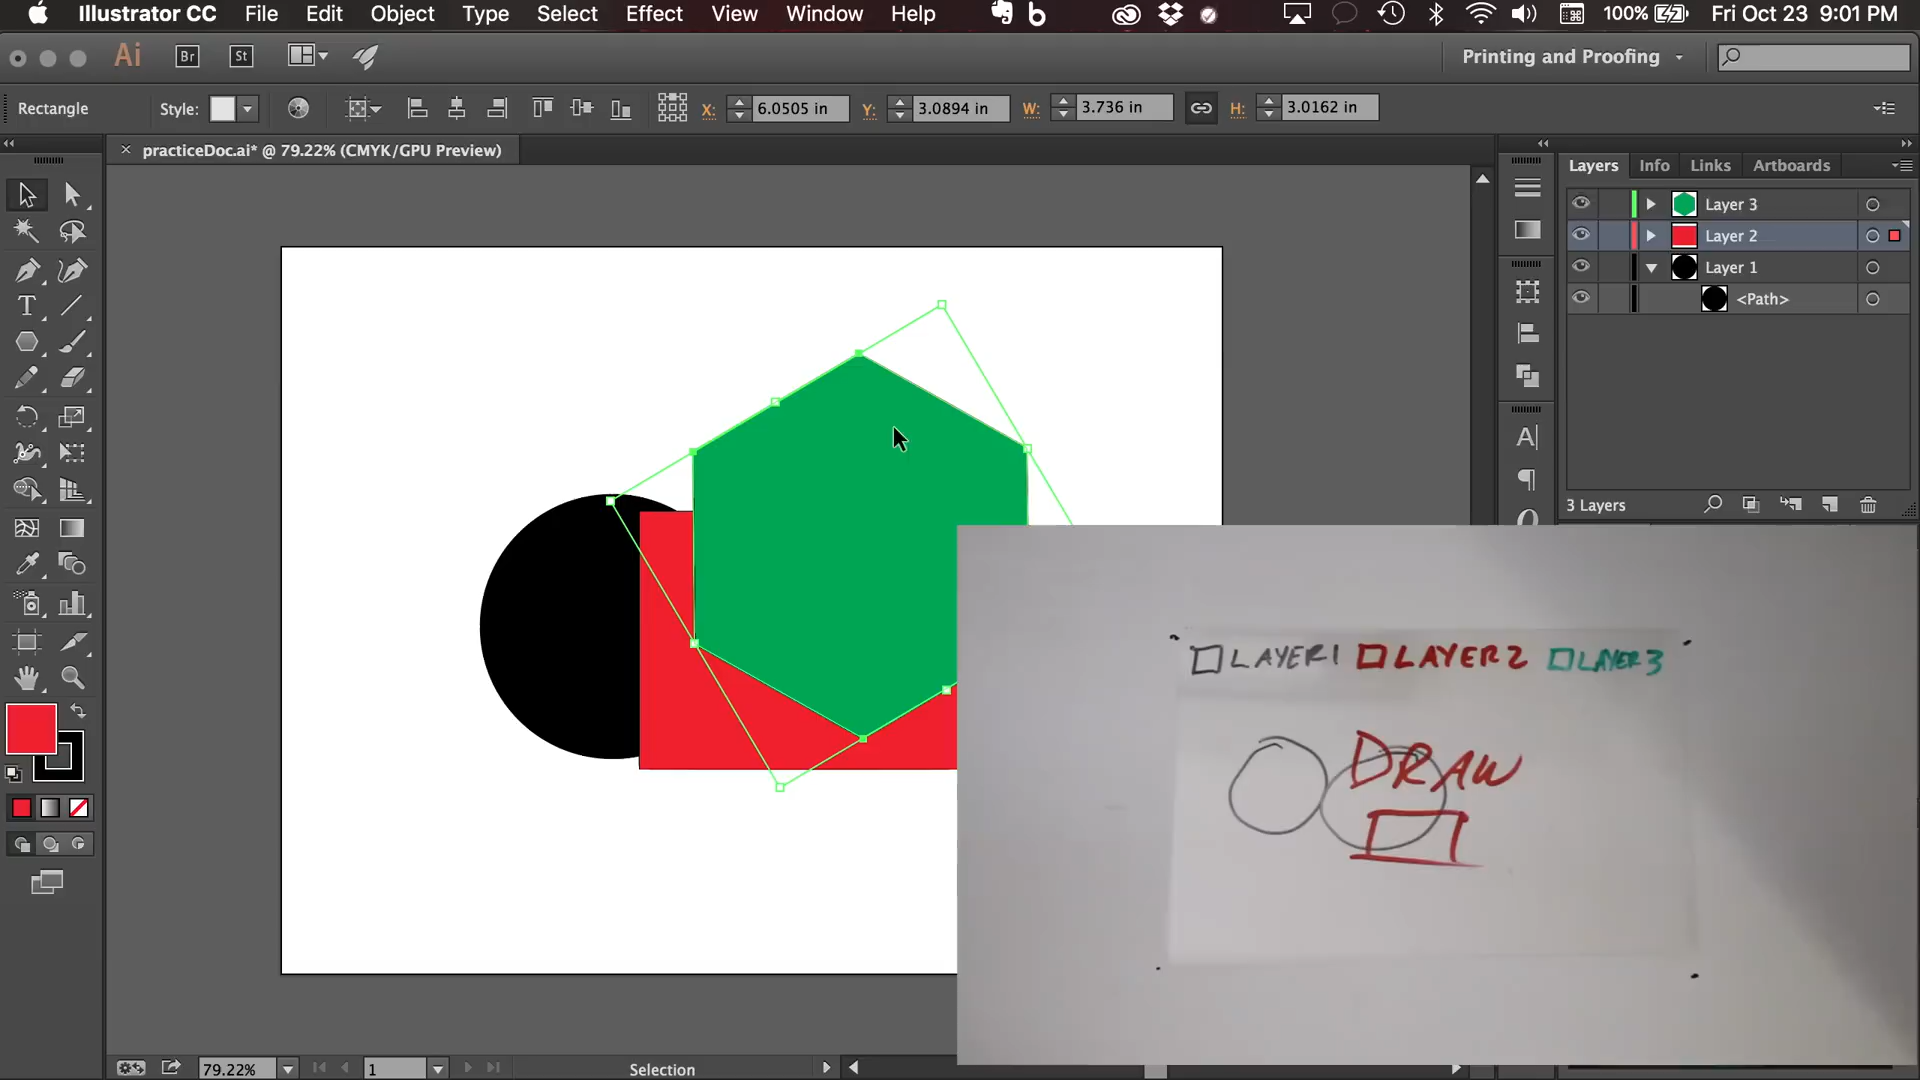 Illustrator CC File Edit Object Type Select Effect View Window Help 100% Fri Oct 23 9:01 PM
Ai Br St Printing and Proofing
Rectangle Style: X: 6.0505 in Y: 3.0894 in W: 3.736 in H: 3.0162 in
practiceDoc.ai* @ 79.22% (CMYK/GPU Preview)
Layers Info Links Artboards
Layer 3
Layer 2
Layer 1
<Path>
3 Layers
LAYER1 LAYER2 LAYER3
DRAW
79.22% 1 Selection